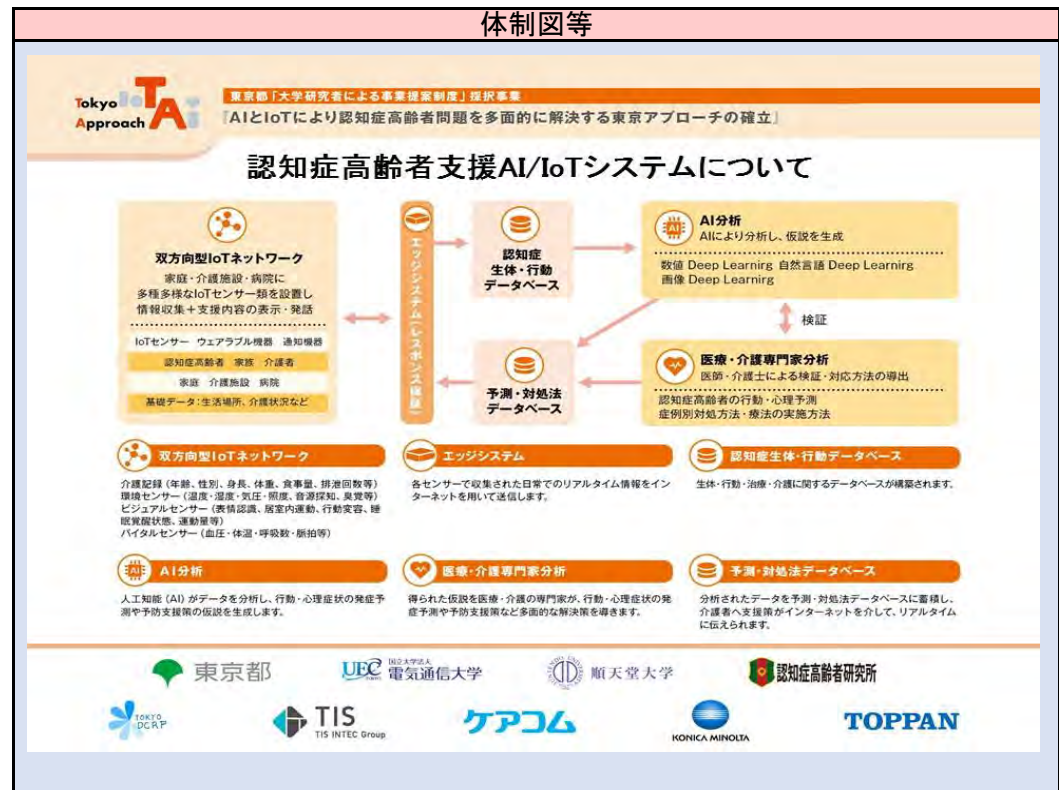 体制図等
Tokyo IoT AI
Approach
東京都「大学研究者による事業提案制度」採択事業
『AIとIoTにより認知症高齢者問題を多面的に解決する東京アプローチの確立』
認知症高齢者支援AI/IoTシステムについて
双方向型IoTネットワーク
家庭・介護施設・病院に
多種多様なIoTセンサー類を設置し
情報収集+支援内容の表示・発話
IoTセンサー ウェアラブル機器 通知機器
認知症高齢者 家族 介護者
家庭 介護施設 病院
基礎データ:生活場所、介護状況など
エッジシステム(レスポンス機器)
認知症
生体・行動
データベース
予測・対処法
データベース
AI分析
AIにより分析し、仮説を生成
数値 Deep Learnirg 自然言語 Deep Learnirg
画像 Deep Learnirg
検証
医療・介護専門家分析
医師・介護士による検証・対応方法の導出
認知症高齢者の行動・心理予測
症例別対処方法・療法の実施方法
双方向型IoTネットワーク
介護記録(年齢、性別、身長、体重、食事量、排泄回数等)
環境センサー(温度・湿度・気圧・照度、音源探知、臭覚等)
ビジュアルセンサー(表情認識、居室内運動、行動変容、睡
眠覚醒状態、運動量等)
バイタルセンサー(血圧・体温・呼吸数・脈拍等)
エッジシステム
各センサーで収集された日常でのリアルタイム情報をイン
ターネットを用いて送信します。
認知症生体・行動データベース
生体・行動・治療・介護に関するデータベースが構築されます。
AI分析
人工知能(AI)がデータを分析し、行動・心理症状の発症予
測や予防支援策の仮説を生成します。
医療・介護専門家分析
得られた仮説を医療・介護の専門家が、行動・心理症状の発
症予測や予防支援策など多面的な解決策を導きます。
予測・対処法データベース
分析されたデータを予測・対処法データベースに蓄積し、
介護者へ支援策がインターネットを介して、リアルタイム
に伝えられます。
東京都
UEC 国立大学法人 電気通信大学
順天堂大学
認知症高齢者研究所
TOKYO
DCRP
TIS
TIS INTEC Group
ケアコム
KONICA MINOLTA
TOPPAN